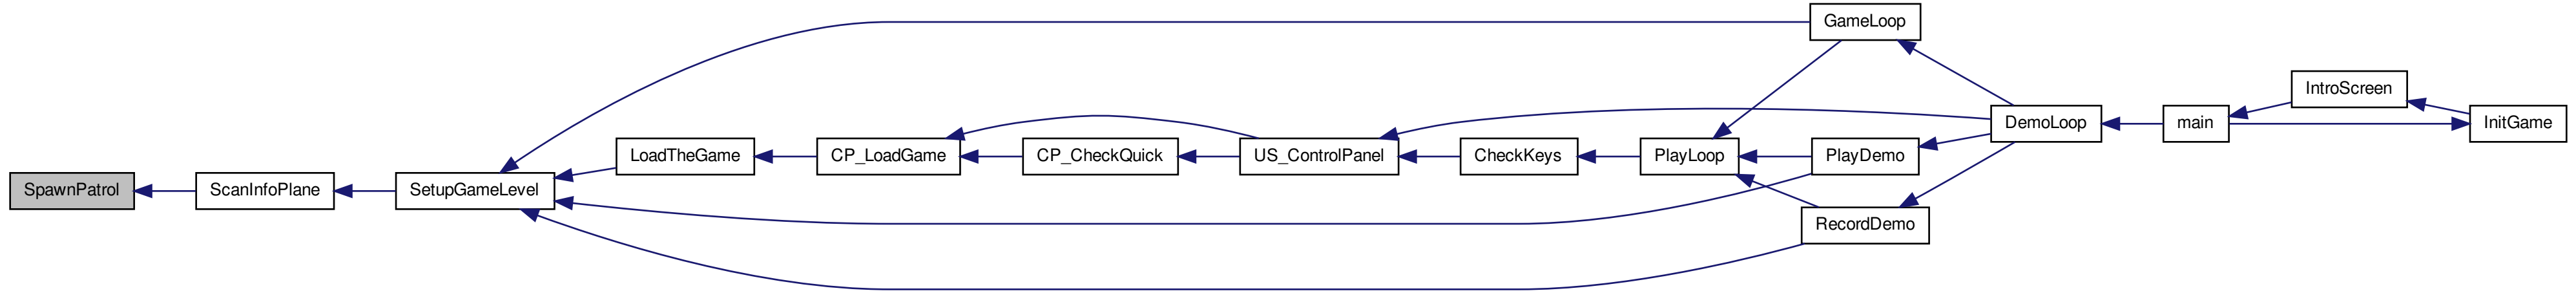 SpawnPatrol
ScanInfoPlane
SetupGameLevel
LoadTheGame
CP_LoadGame
CP_CheckQuick
US_ControlPanel
CheckKeys
PlayLoop
GameLoop
PlayDemo
RecordDemo
DemoLoop
main
IntroScreen
InitGame